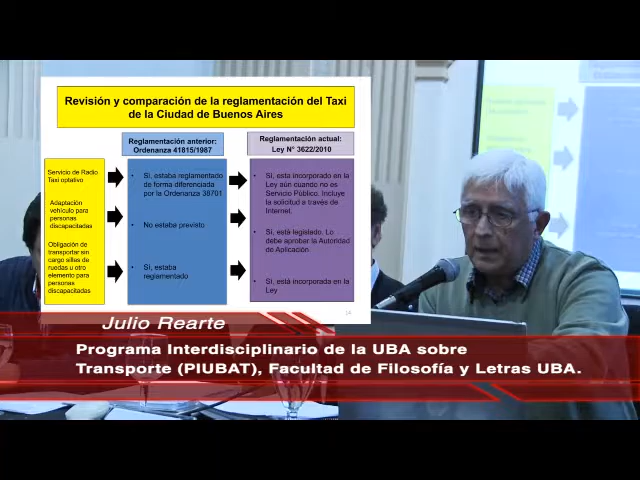 Revisión y comparación de la reglamentación del Taxi
de la Ciudad de Buenos Aires
Reglamentación anterior:
Ordenanza 41815/1987
Reglamentación actual:
Ley Nº 3622/2010
Servicio de Radio
Taxi optativo
• Sí, estaba reglamentado
de forma diferenciada
por la Ordenanza 38701
• Sí, esta incorporado en la
Ley aún cuando no es
Servicio Público. Incluye
la solicitud a través de
Internet.
Adaptación
vehículo para
personas
discapacitadas
• No estaba previsto
• Sí, está legislado. Lo
debe aprobar la Autoridad
de Aplicación.
Obligación de
transportar sin
cargo sillas de
ruedas u otro
elemento para
personas
discapacitadas
• Sí, estaba
reglamentado
• Sí, está incorporada en la
Ley
14
Julio Rearte
Programa Interdisciplinario de la UBA sobre
Transporte (PIUBAT), Facultad de Filosofía y Letras UBA.